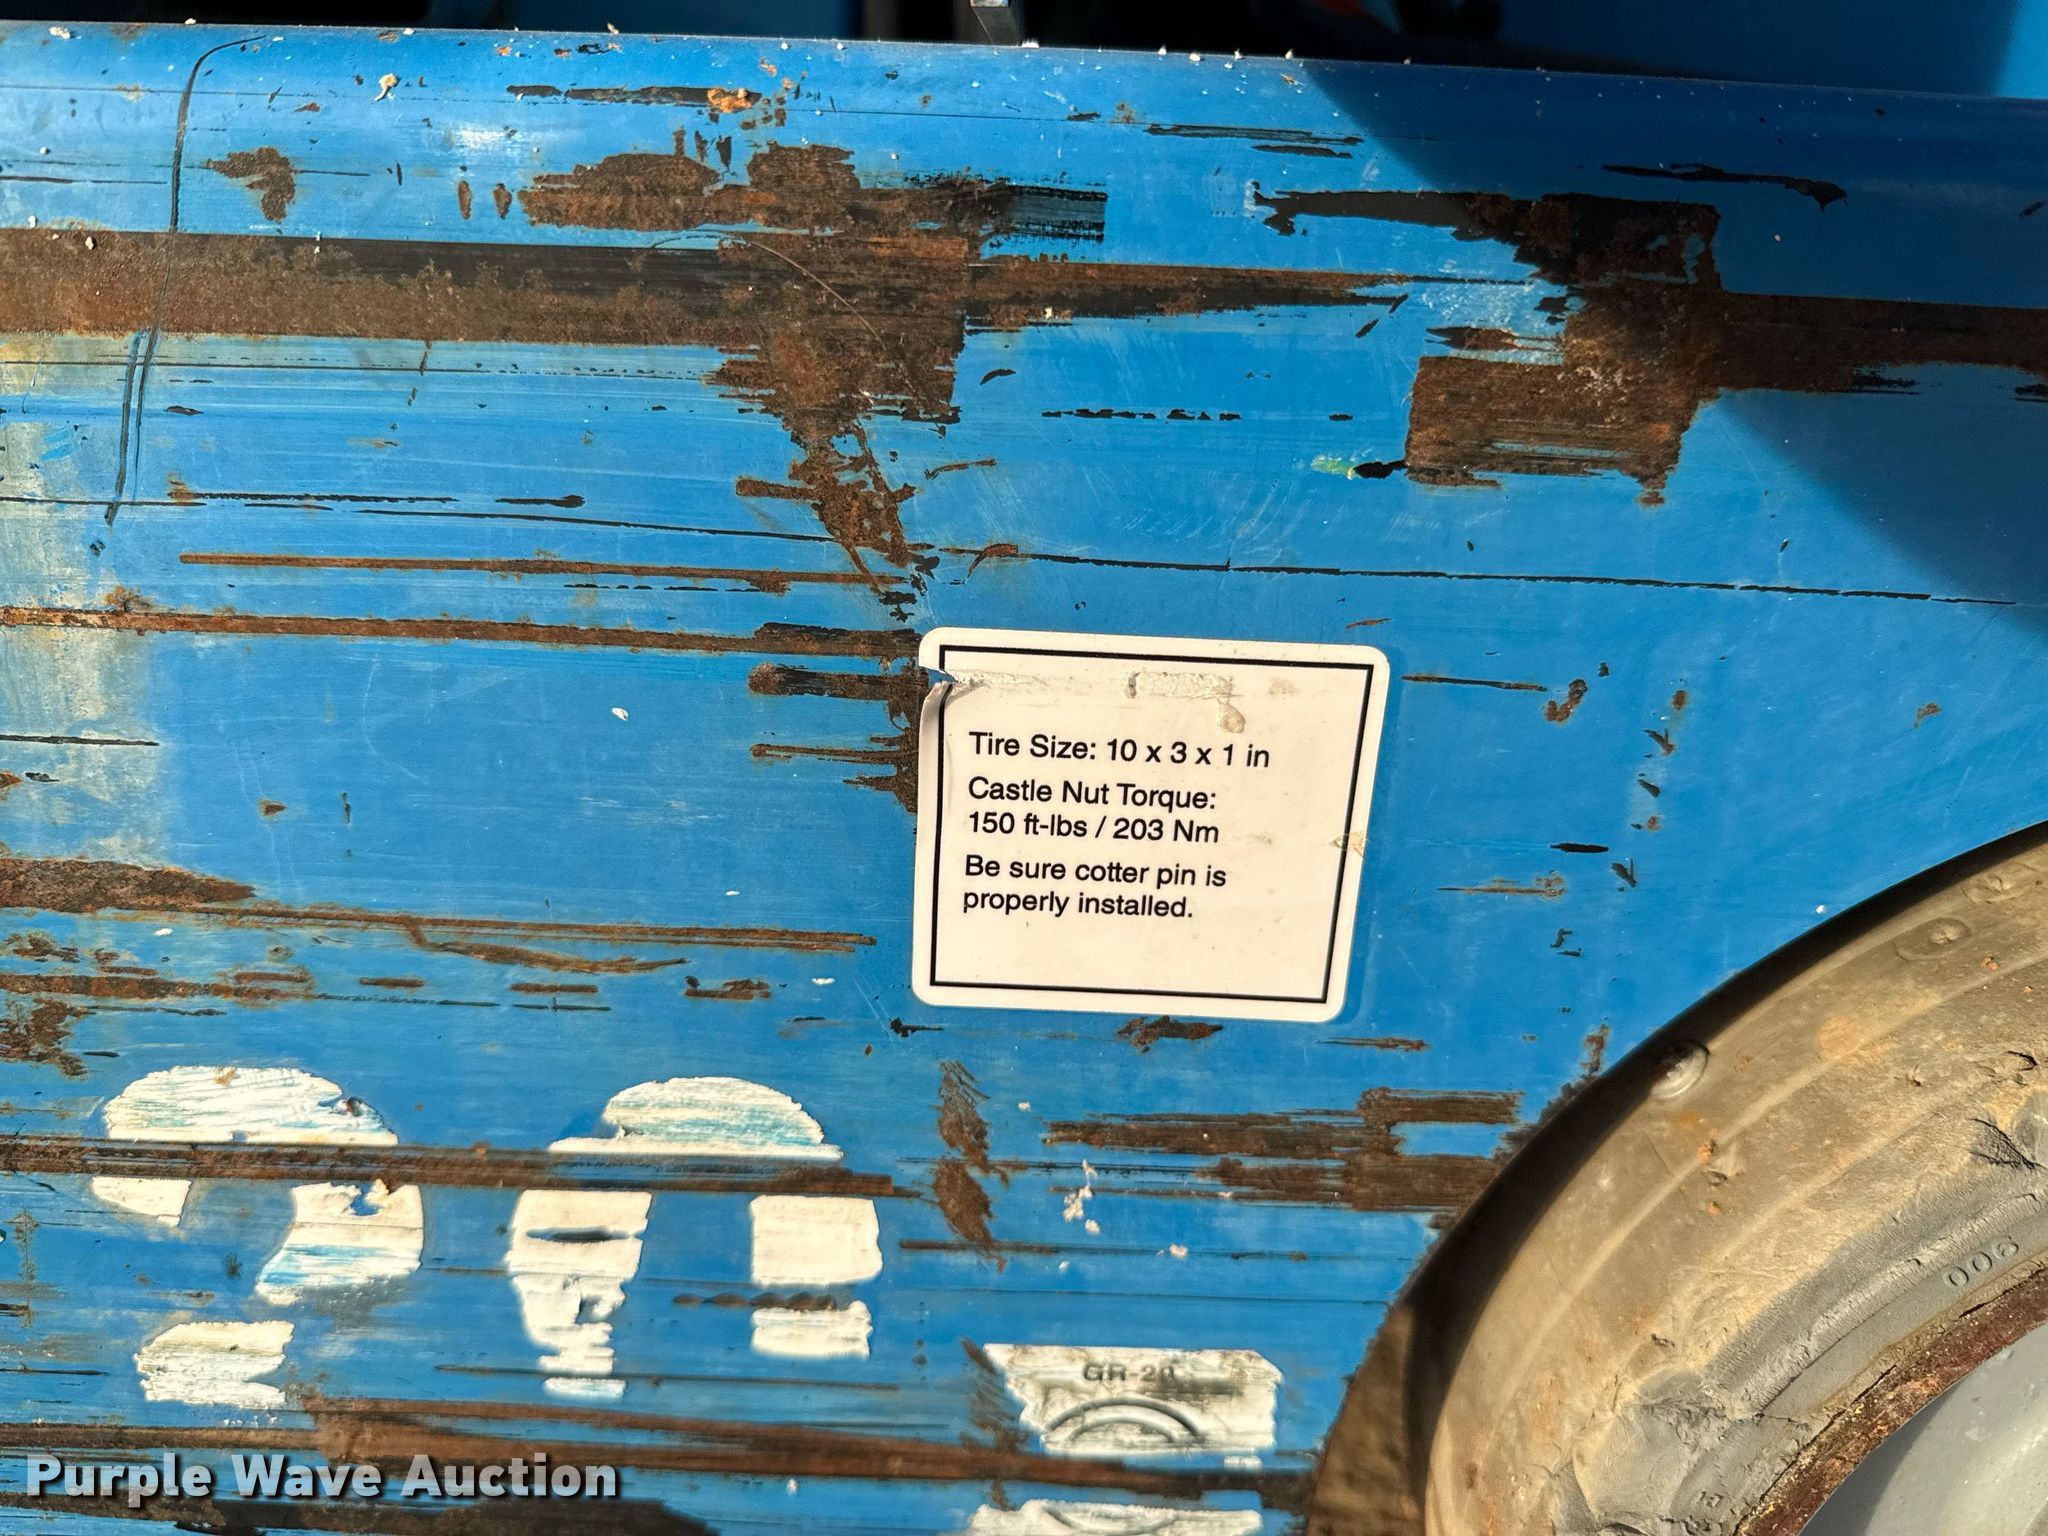 Tire Size: 10 x 3 x 1 in
Castle Nut Torque:
150 ft-lbs / 203 Nm
Be sure cotter pin is
properly installed.
GR-20
006
Purple Wave Auction